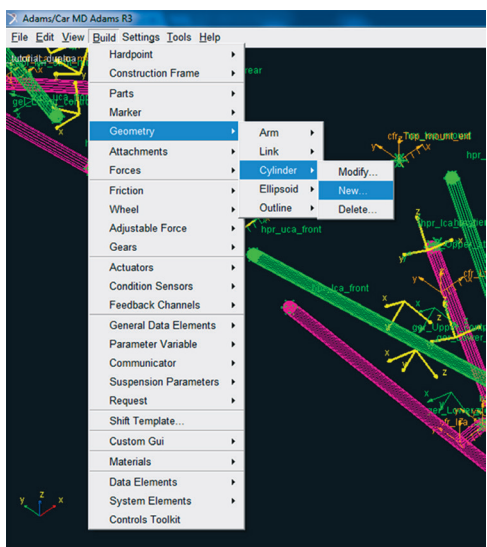 Adams/Car MD Adams R3
File Edit View Build Settings Tools Help
Hardpoint
Construction Frame
Parts
Marker
Geometry
Attachments
Forces
Friction
Wheel
Adjustable Force
Gears
Actuators
Condition Sensors
Feedback Channels
General Data Elements
Parameter Variable
Communicator
Suspension Parameters
Request
Shift Template...
Custom Gui
Materials
Data Elements
System Elements
Controls Toolkit
Arm
Link
Cylinder
Ellipsoid
Outline
Modify...
New...
Delete...
rear
hpr_uca_front
hpr_lca_front
y z x